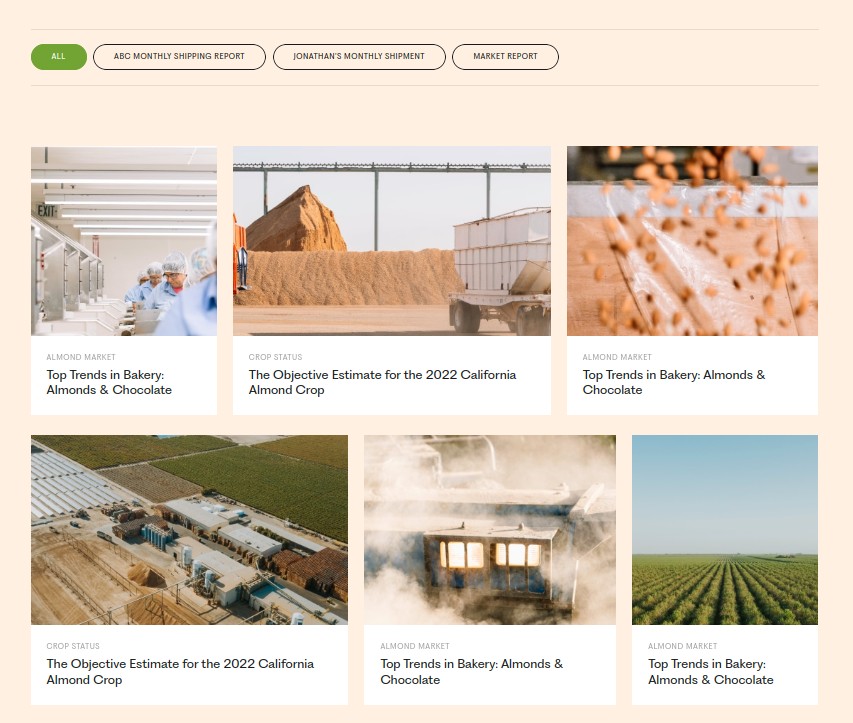 ALL
ABC MONTHLY SHIPPING REPORT
JONATHAN'S MONTHLY SHIPMENT
MARKET REPORT
EXIT
ALMOND MARKET
Top Trends in Bakery:
Almonds & Chocolate
CROP STATUS
The Objective Estimate for the 2022 California
Almond Crop
ALMOND MARKET
Top Trends in Bakery: Almonds &
Chocolate
CROP STATUS
The Objective Estimate for the 2022 California
Almond Crop
ALMOND MARKET
Top Trends in Bakery: Almonds &
Chocolate
ALMOND MARKET
Top Trends in Bakery:
Almonds & Chocolate